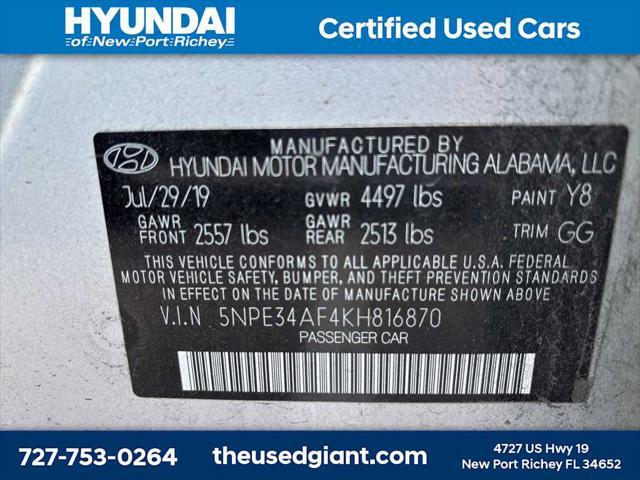 HYUNDAI
of New Port Richey
Certified Used Cars
MANUFACTURED BY
HYUNDAI MOTOR MANUFACTURING ALABAMA, LLC
Jul/29/19 GVWR 4497 lbs PAINT Y8
GAWR FRONT 2557 lbs GAWR REAR 2513 lbs TRIM GG
THIS VEHICLE CONFORMS TO ALL APPLICABLE U.S.A. FEDERAL
MOTOR VEHICLE SAFETY, BUMPER, AND THEFT PREVENTION STANDARDS
IN EFFECT ON THE DATE OF MANUFACTURE SHOWN ABOVE
V.I.N 5NPE34AF4KH816870
PASSENGER CAR
727-753-0264 theusedgiant.com
4727 US Hwy 19
New Port Richey FL 34652